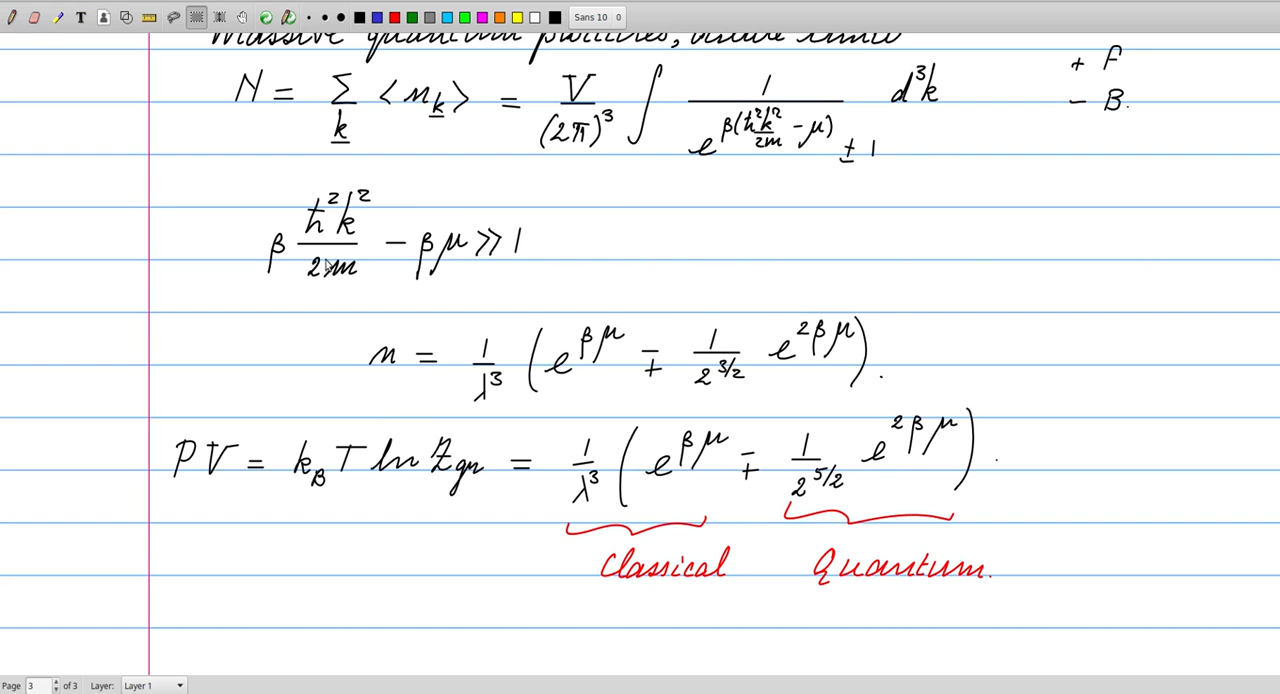 Sans 10 0
Massive quantum particles, dilute limit
N = Σ_k ⟨n_k⟩ = V/(2π)³ ∫ 1/(e^{β(ħ²k²/2m − μ)} ± 1) d³k
+ F
− B.
β ħ²k²/2m − βμ ≫ 1
n = 1/λ³ (e^{βμ} ∓ 1/2^{3/2} e^{2βμ}).
PV = k_B T ln Z_gr = 1/λ³ (e^{βμ} ∓ 1/2^{5/2} e^{2βμ}).
Classical Quantum.
Page 3 of 3 Layer: Layer 1